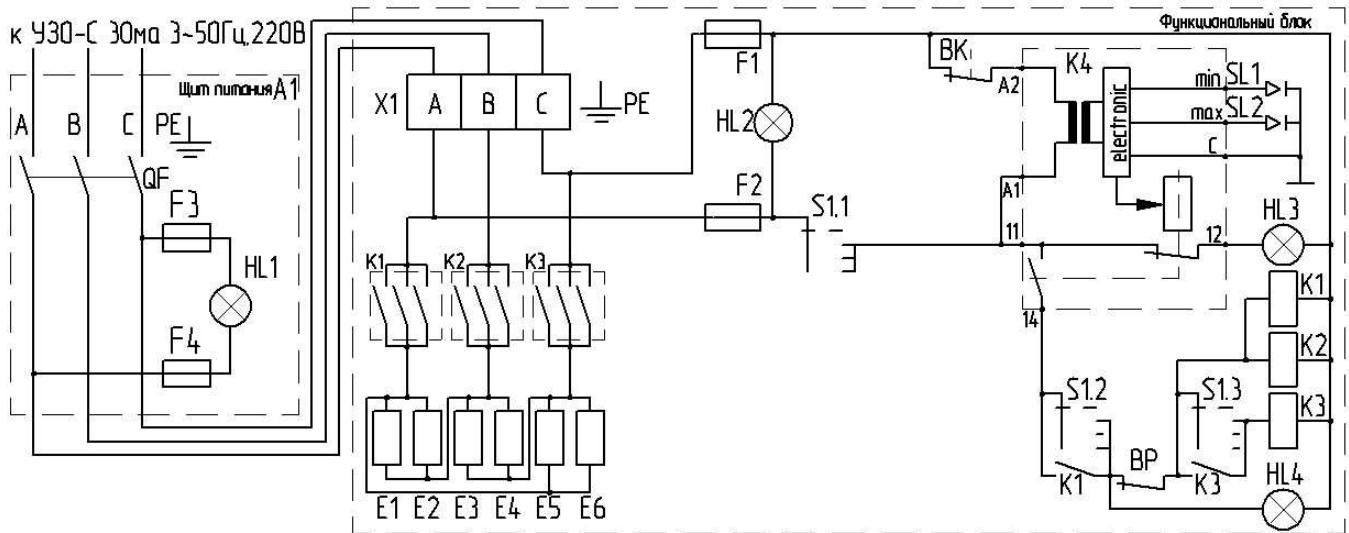 Функциональный блок
к УЗО-С 30ма 3~50Гц,220В
Щит питания А1
A B C PE
QF
F3
HL1
F4
X1 A B C PE
F1
HL2
F2
S1.1
BK
A2
K4
electronic
min SL1
max SL2
C
A1
11
12
HL3
14
K1
K2
K3
K1
K2
K3
S1.2
S1.3
K1
BP
K3
HL4
E1 E2 E3 E4 E5 E6